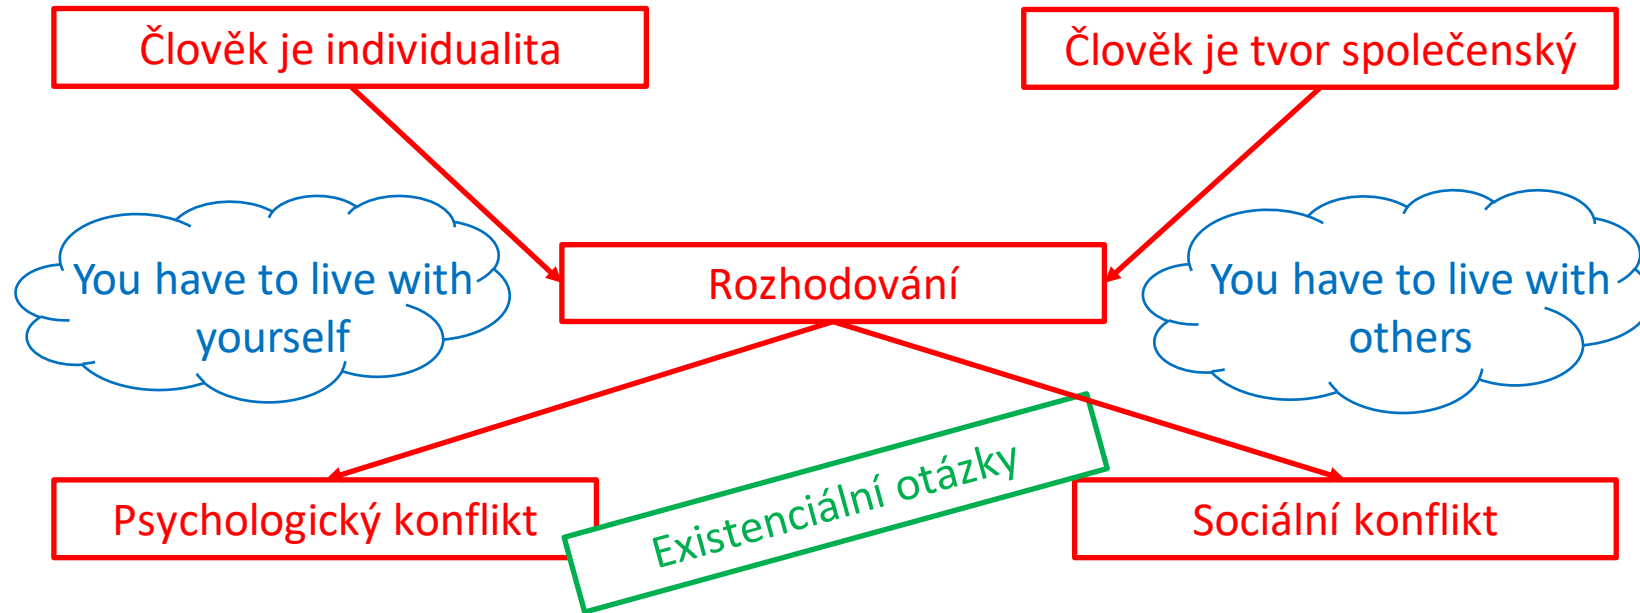 Člověk je individualita
Člověk je tvor společenský
You have to live with
yourself
Rozhodování
You have to live with
others
Psychologický konflikt
Existenciální otázky
Sociální konflikt